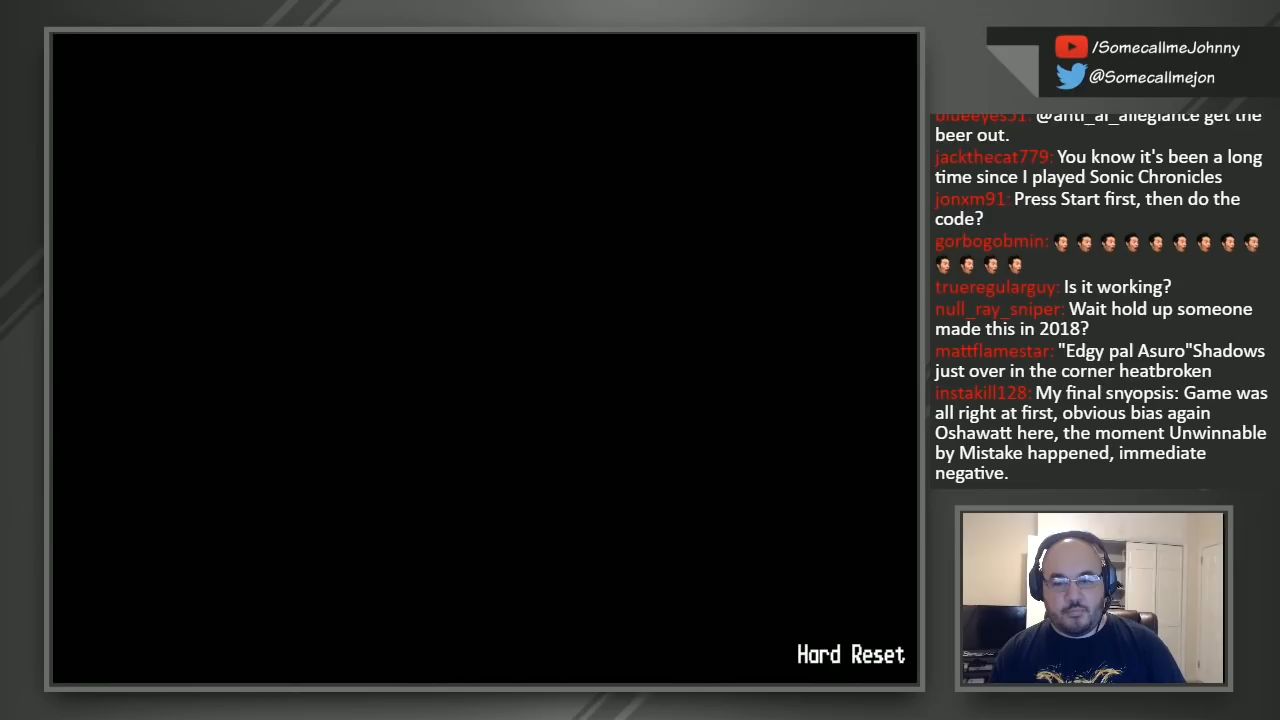 /SomecallmeJohnny
@Somecallmejon
blueeyes51: @anti_ai_allegiance get the
beer out.
jackthecat779: You know it's been a long
time since I played Sonic Chronicles
jonxm91: Press Start first, then do the
code?
gorbogobmin:
trueregularguy: Is it working?
null_ray_sniper: Wait hold up someone
made this in 2018?
mattflamestar: "Edgy pal Asuro"Shadows
just over in the corner heatbroken
instakill128: My final snyopsis: Game was
all right at first, obvious bias again
Oshawatt here, the moment Unwinnable
by Mistake happened, immediate
negative.
Hard Reset